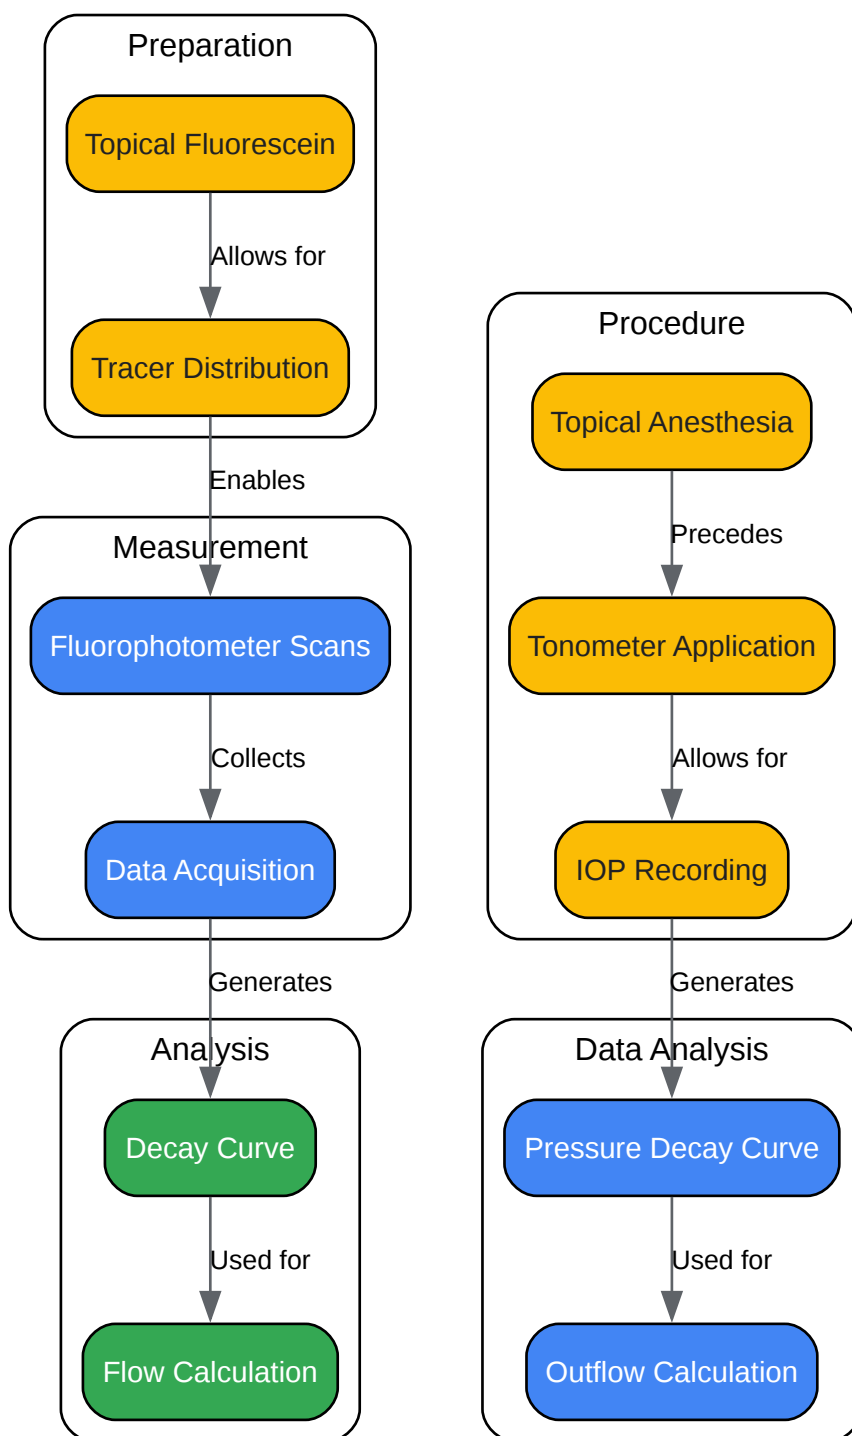 Preparation
Topical Fluorescein
Allows for
Tracer Distribution
Enables
Measurement
Fluorophotometer Scans
Collects
Data Acquisition
Generates
Analysis
Decay Curve
Used for
Flow Calculation
Procedure
Topical Anesthesia
Precedes
Tonometer Application
Allows for
IOP Recording
Generates
Data Analysis
Pressure Decay Curve
Used for
Outflow Calculation